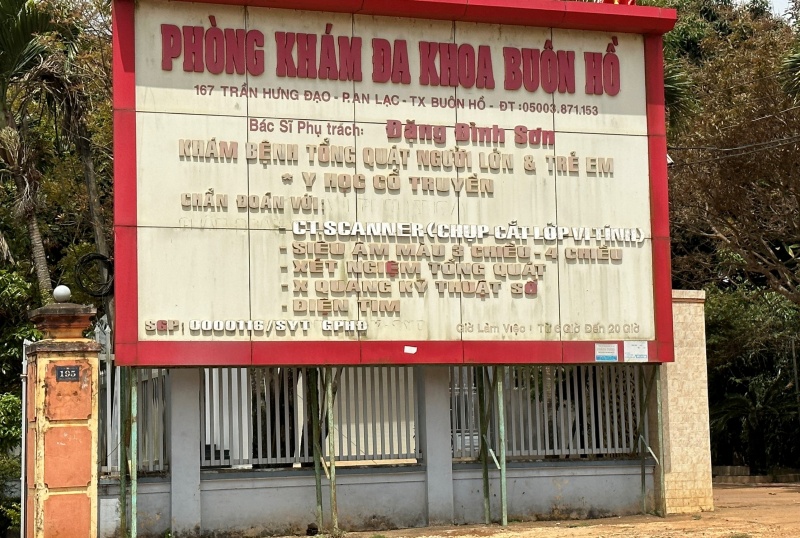 PHÒNG KHÁM ĐA KHOA BUÔN HỒ
167 TRẦN HƯNG ĐẠO - P.AN LẠC - TX BUÔN HỒ - ĐT :05003.871.153
Bác Sĩ Phụ trách: Đặng Đình Sơn
KHÁM BỆNH TỔNG QUÁT NGƯỜI LỚN & TRẺ EM
* Y HỌC CỔ TRUYỀN
CHẨN ĐOÁN VỚI:
- CT SCANNER (CHỤP CẮT LỚP VI TÍNH)
- SIÊU ÂM MÀU 3 CHIỀU - 4 CHIỀU
- XÉT NGIỆM TỔNG QUÁT
- X QUANG KỸ THUẬT SỐ
- ĐIỆN TIM
SGP: 0000116/SYT GPHĐ
Giờ Làm Việc : Từ 6 Giờ Đến 20 Giờ
195